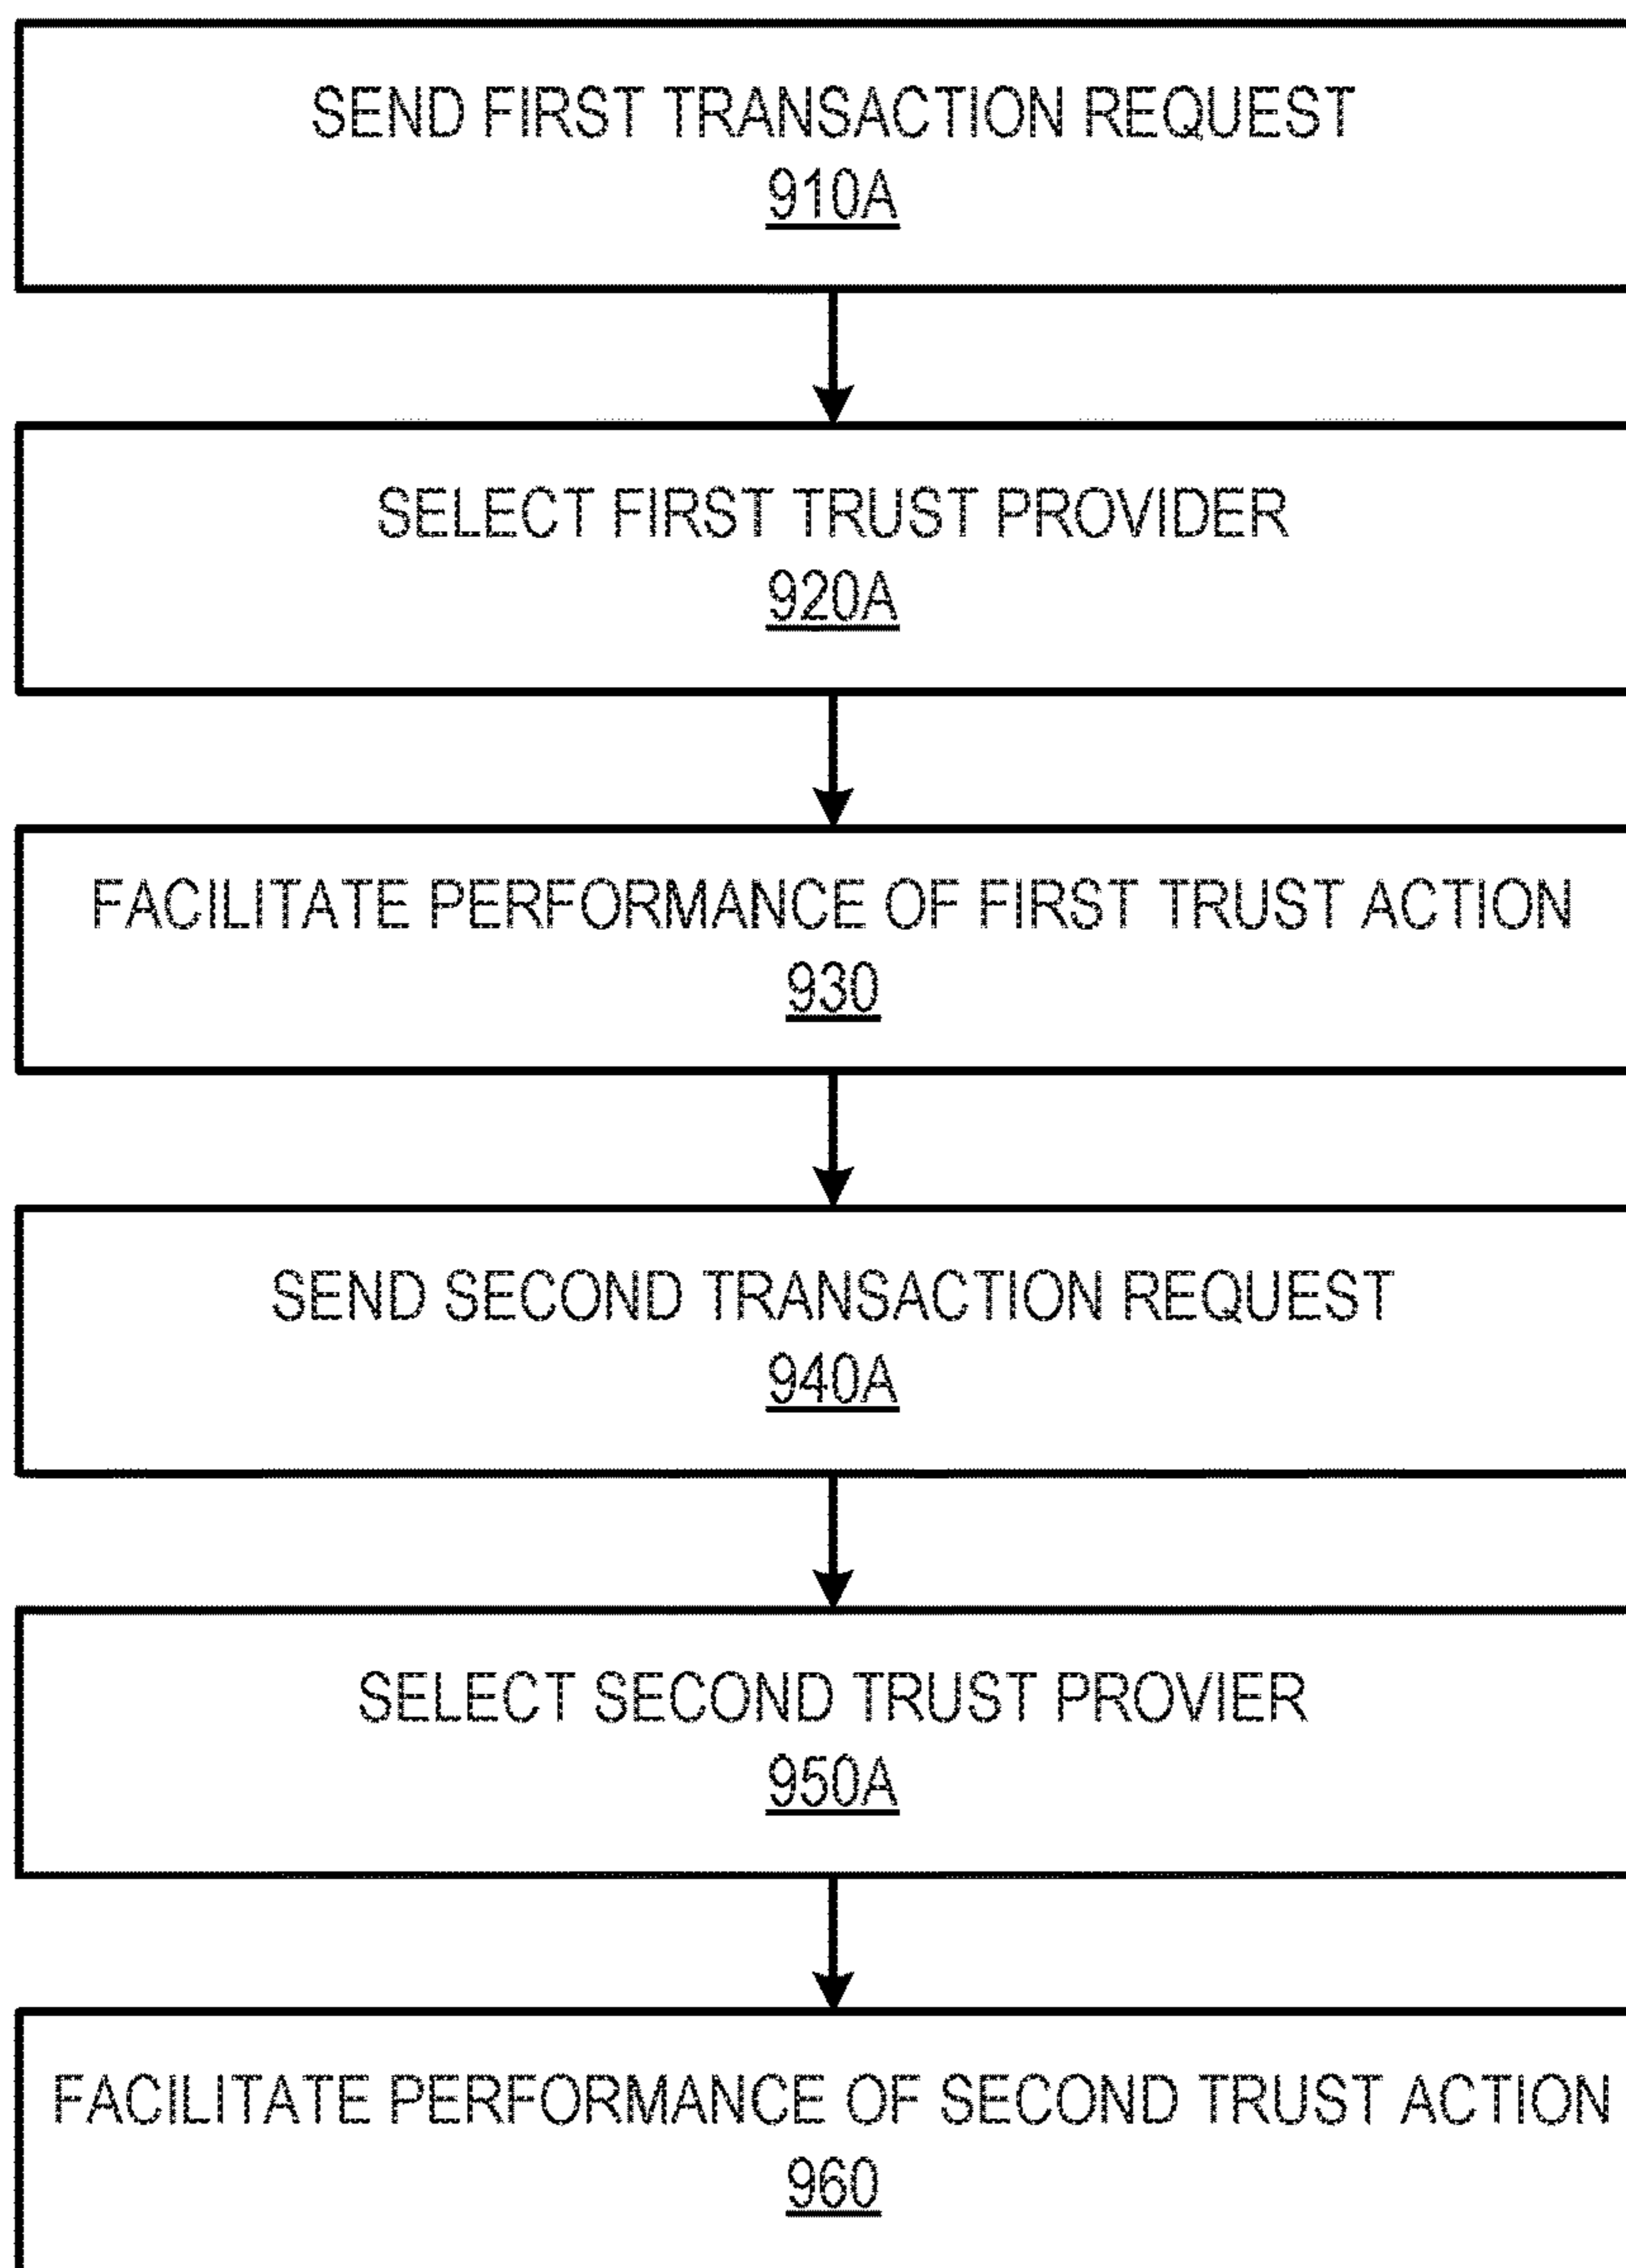 SEND FIRST TRANSACTION REQUEST
910A
SELECT FIRST TRUST PROVIDER
920A
FACILITATE PERFORMANCE OF FIRST TRUST ACTION
930
SEND SECOND TRANSACTION REQUEST
940A
SELECT SECOND TRUST PROVIER
950A
FACILITATE PERFORMANCE OF SECOND TRUST ACTION
960